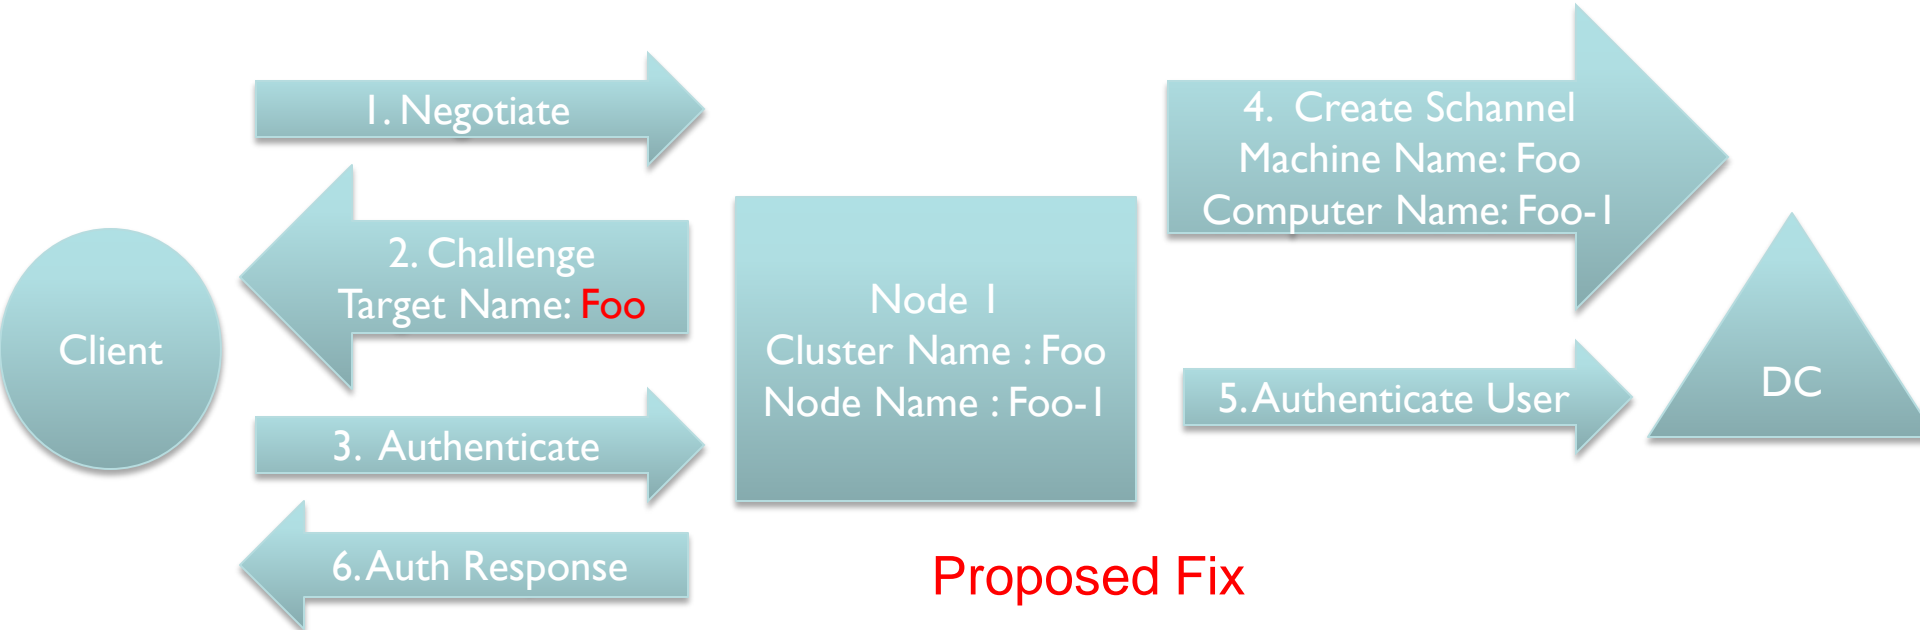 1. Negotiate
2. Challenge
Target Name: Foo
3. Authenticate
6. Auth Response
Client
Node 1
Cluster Name : Foo
Node Name : Foo-1
4. Create Schannel
Machine Name: Foo
Computer Name: Foo-1
5. Authenticate User
DC
Proposed Fix